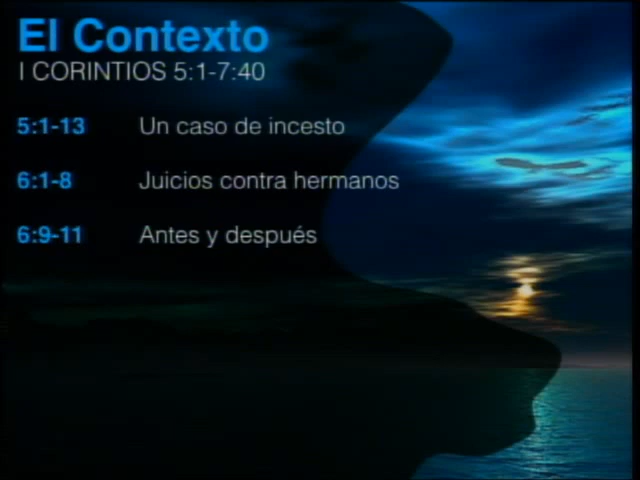 El Contexto
I CORINTIOS 5:1-7:40
5:1-13 Un caso de incesto
6:1-8 Juicios contra hermanos
6:9-11 Antes y después